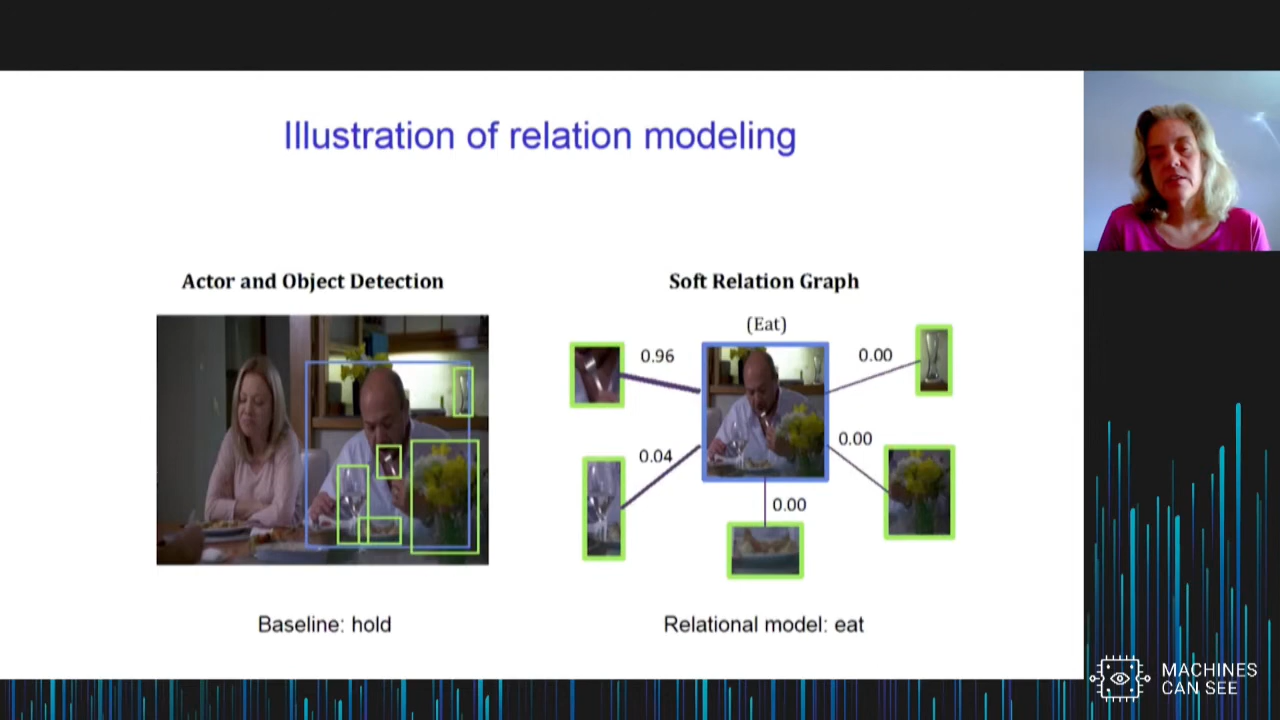 Illustration of relation modeling
Actor and Object Detection
Soft Relation Graph
(Eat)
0.96
0.00
0.04
0.00
0.00
Baseline: hold
Relational model: eat
MACHINES
CAN SEE